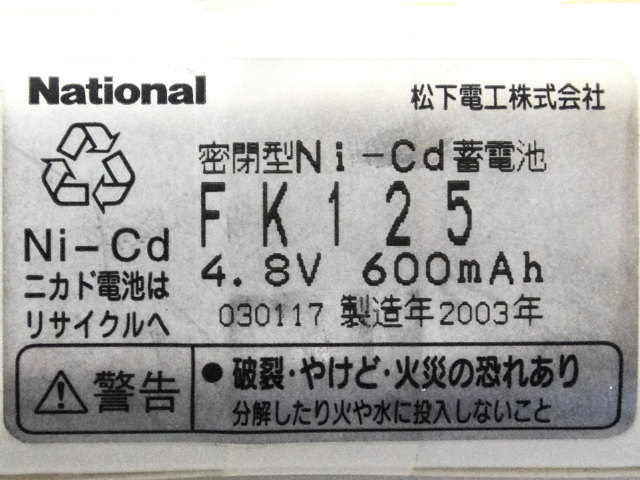 National
松下電工株式会社
密閉型Ni-Cd蓄電池
FK125
Ni-Cd
4.8V 600mAh
ニカド電池は
リサイクルへ
030117 製造年2003年
警告
●破裂・やけど・火災の恐れあり
分解したり火や水に投入しないこと